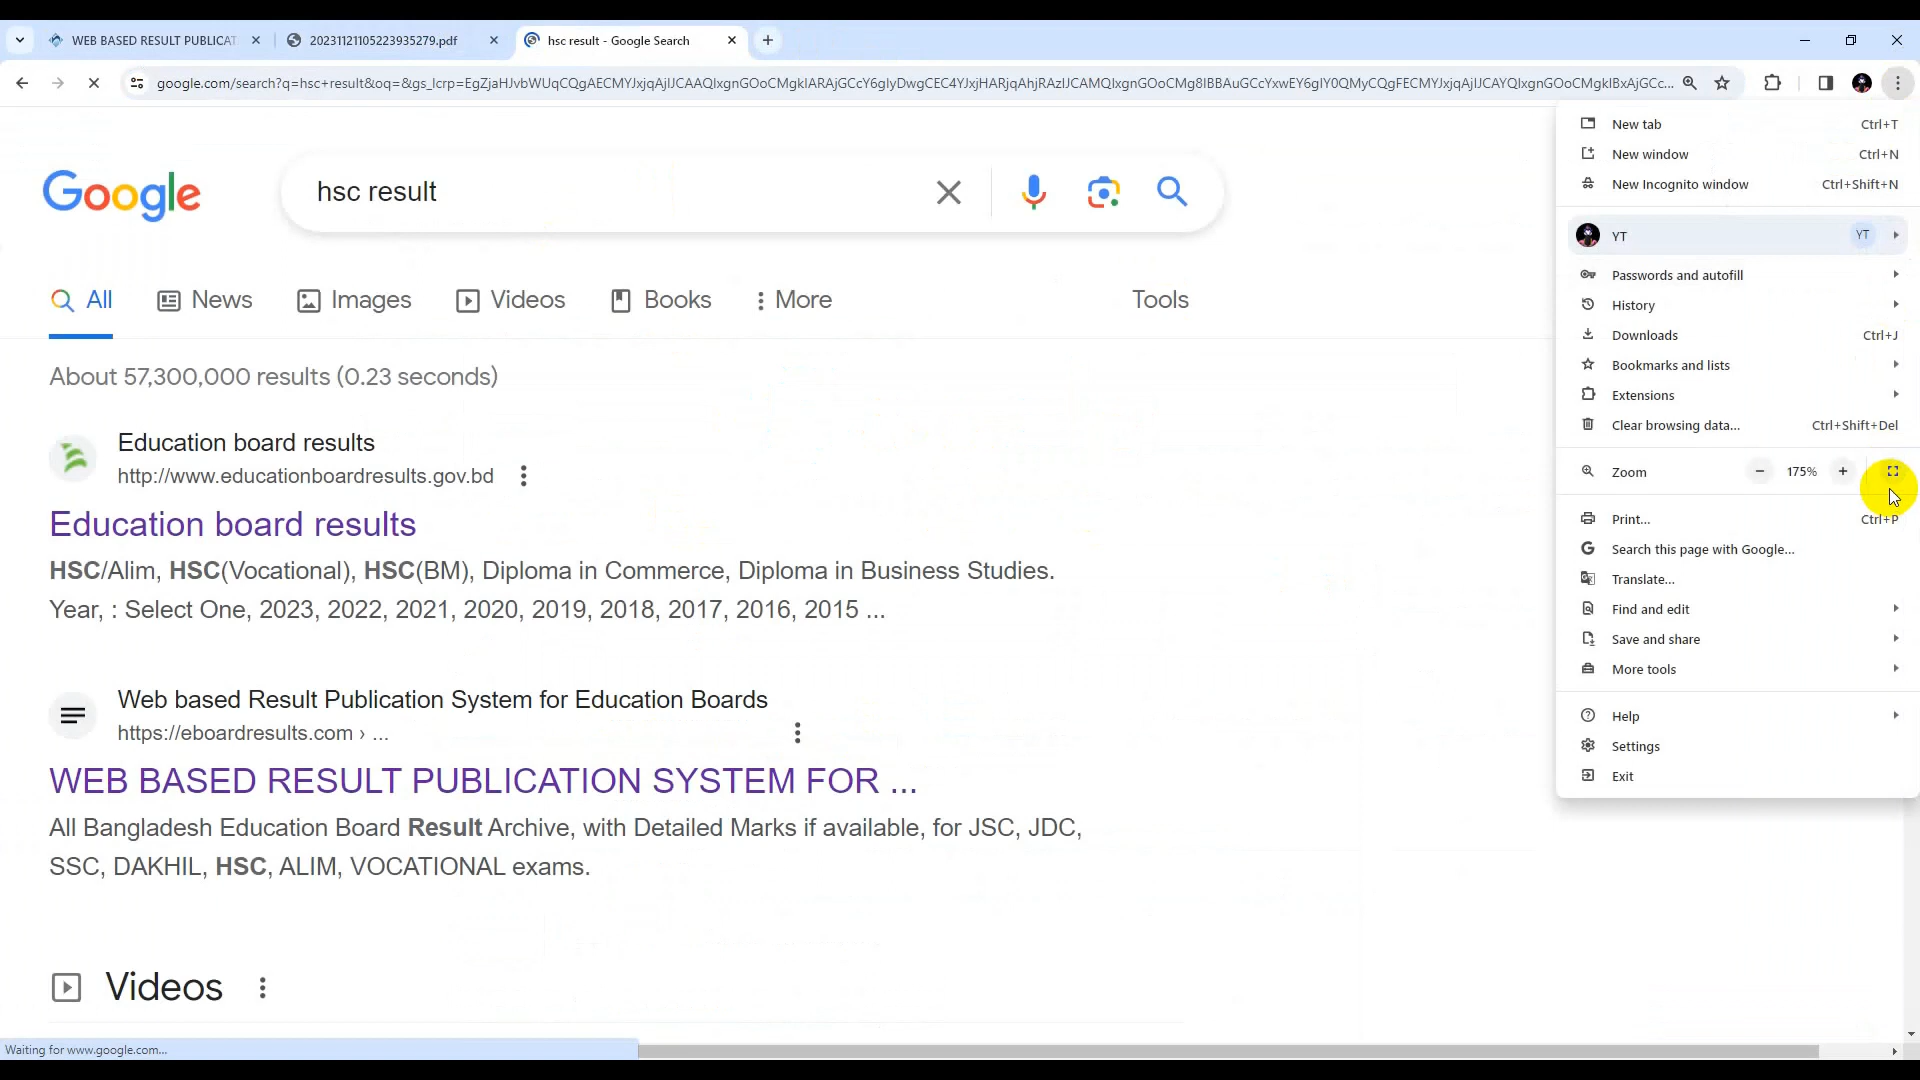 WEB BASED RESULT PUBLICAT
20231121105223935279.pdf
hsc result - Google Search
google.com/search?q=hsc+result&oq=&gs_lcrp=
New tab Ctrl+T
New window Ctrl+N
New Incognito window Ctrl+Shift+N
YT YT
Passwords and autofill
History
Downloads Ctrl+J
Bookmarks and lists
Extensions
Clear browsing data... Ctrl+Shift+Del
Zoom − 175% +
Print... Ctrl+P
Search this page with Google...
Translate...
Find and edit
Save and share
More tools
Help
Settings
Exit
Google
hsc result
All News Images Videos Books More Tools
About 57,300,000 results (0.23 seconds)
Education board results
http://www.educationboardresults.gov.bd
Education board results
HSC/Alim, HSC(Vocational), HSC(BM), Diploma in Commerce, Diploma in Business Studies.
Year, : Select One, 2023, 2022, 2021, 2020, 2019, 2018, 2017, 2016, 2015 ...
Web based Result Publication System for Education Boards
https://eboardresults.com › ...
WEB BASED RESULT PUBLICATION SYSTEM FOR ...
All Bangladesh Education Board Result Archive, with Detailed Marks if available, for JSC, JDC,
SSC, DAKHIL, HSC, ALIM, VOCATIONAL exams.
Videos
Waiting for www.google.com...